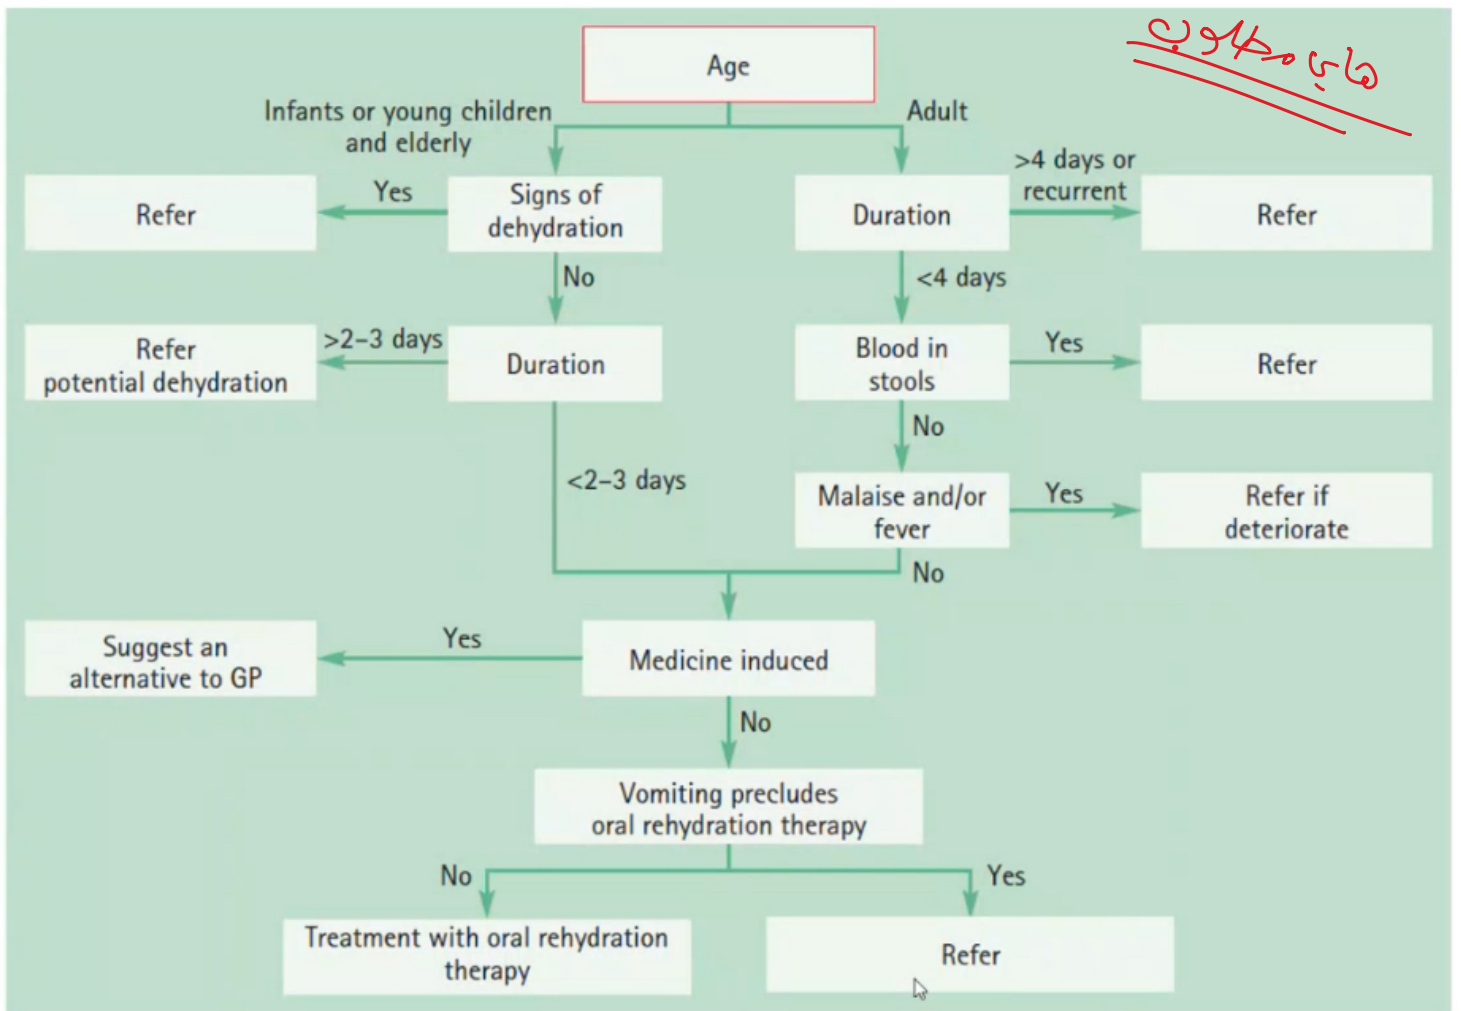 هاي مطلوب
Age
Infants or young children
and elderly
Adult
>4 days or
recurrent
Refer
Yes
Signs of
dehydration
Duration
Refer
No
<4 days
Refer
potential dehydration
>2–3 days
Duration
Blood in
stools
Yes
Refer
No
<2–3 days
Malaise and/or
fever
Yes
Refer if
deteriorate
No
Suggest an
alternative to GP
Yes
Medicine induced
No
Vomiting precludes
oral rehydration therapy
No
Yes
Treatment with oral rehydration
therapy
Refer